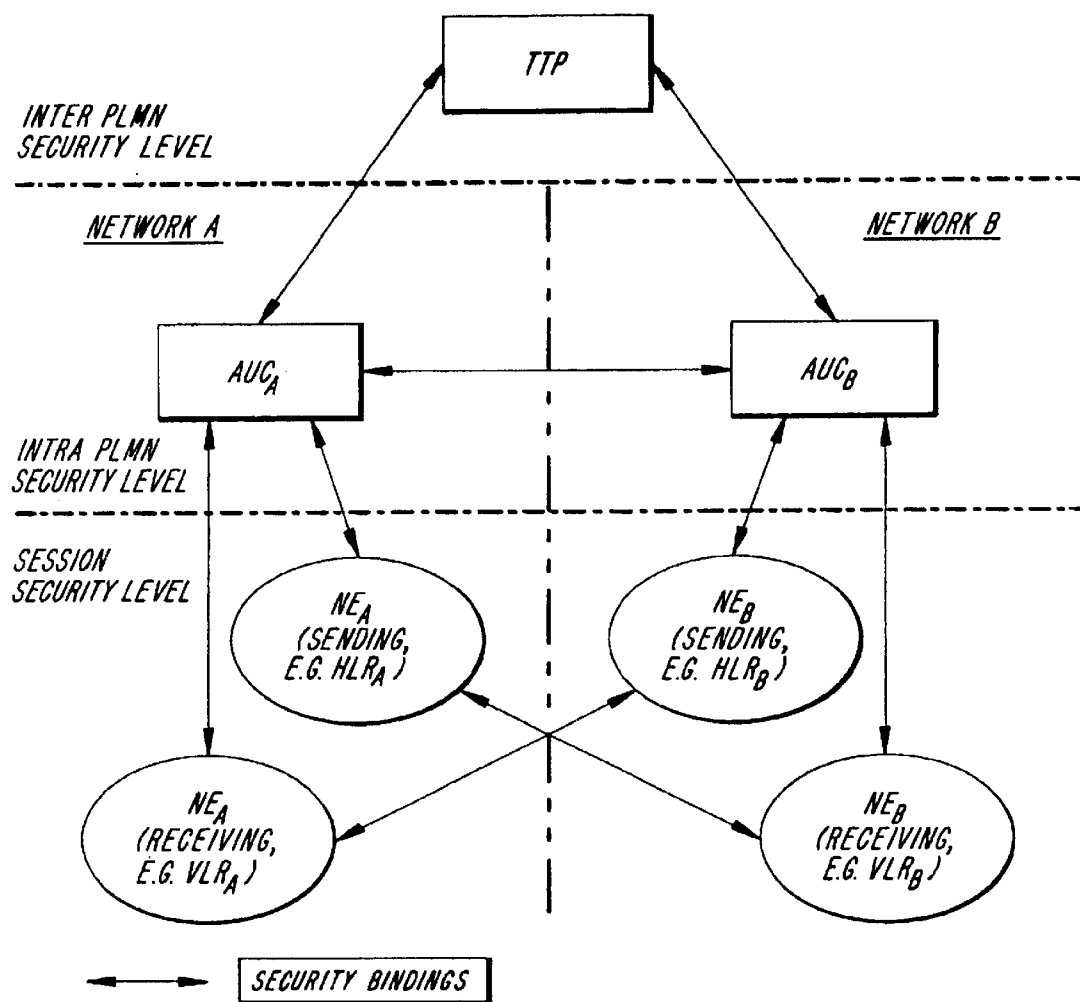 TTP
INTER PLMN
SECURITY LEVEL
NETWORK A
NETWORK B
AUC_A
AUC_B
INTRA PLMN
SECURITY LEVEL
SESSION
SECURITY LEVEL
NE_A
(SENDING,
E.G. HLR_A)
NE_B
(SENDING,
E.G. HLR_B)
NE_A
(RECEIVING,
E.G. VLR_A)
NE_B
(RECEIVING,
E.G. VLR_B)
SECURITY BINDINGS